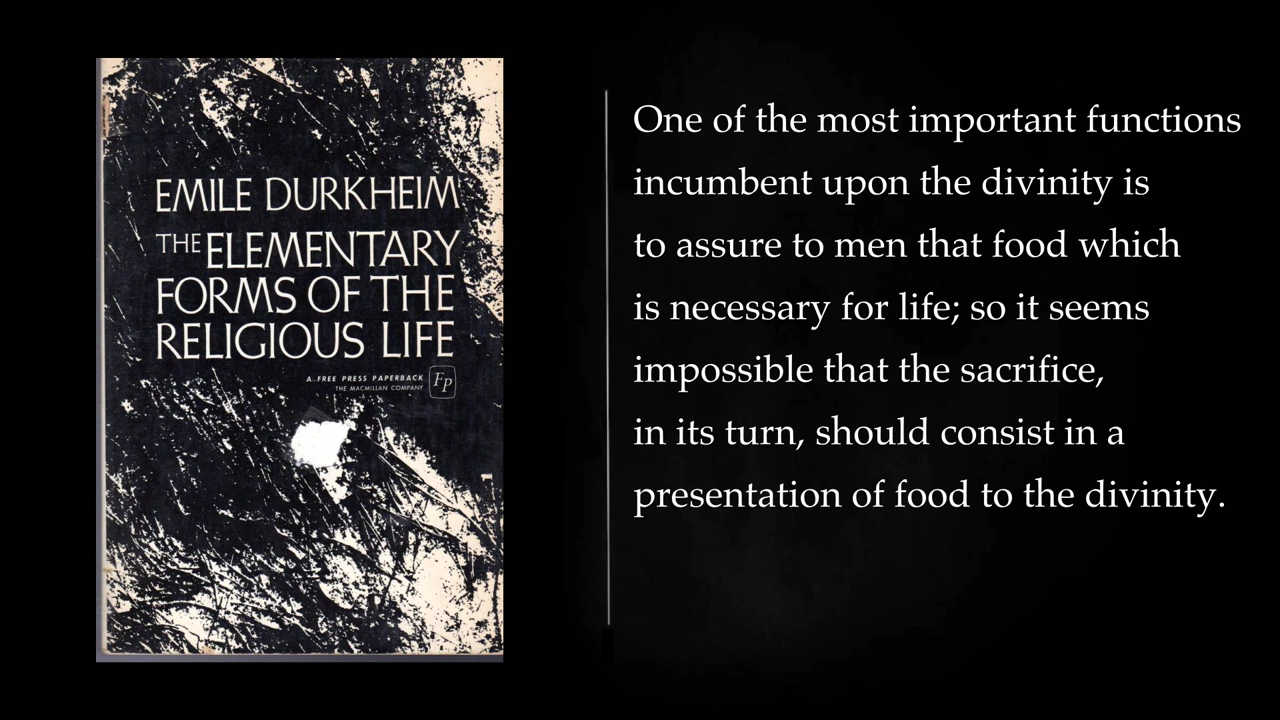 EMILE DURKHEIM
THE ELEMENTARY
FORMS OF THE
RELIGIOUS LIFE
A FREE PRESS PAPERBACK
THE MACMILLAN COMPANY
Fp
One of the most important functions
incumbent upon the divinity is
to assure to men that food which
is necessary for life; so it seems
impossible that the sacrifice,
in its turn, should consist in a
presentation of food to the divinity.